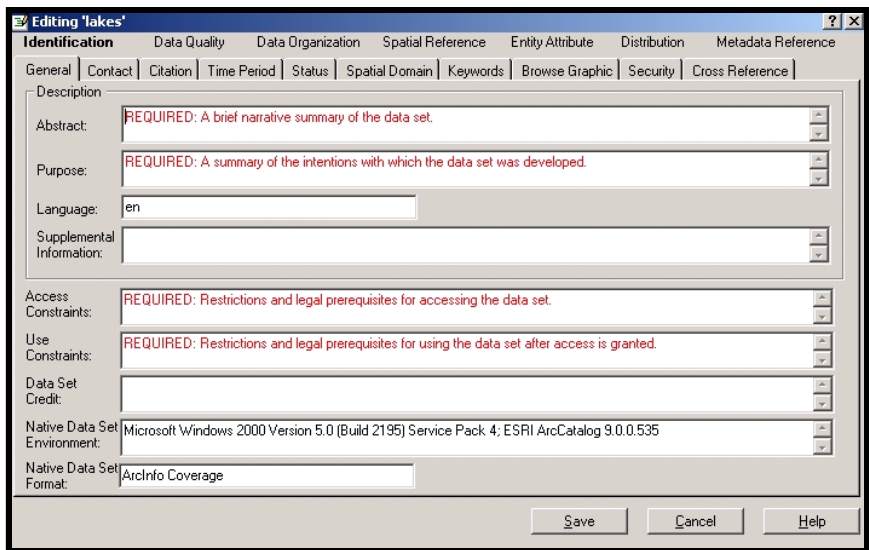 Editing 'lakes'
Identification Data Quality Data Organization Spatial Reference Entity Attribute Distribution Metadata Reference
General Contact Citation Time Period Status Spatial Domain Keywords Browse Graphic Security Cross Reference
Description
Abstract: REQUIRED: A brief narrative summary of the data set.
Purpose: REQUIRED: A summary of the intentions with which the data set was developed.
Language: en
Supplemental
Information:
Access
Constraints: REQUIRED: Restrictions and legal prerequisites for accessing the data set.
Use
Constraints: REQUIRED: Restrictions and legal prerequisites for using the data set after access is granted.
Data Set
Credit:
Native Data Set
Environment: Microsoft Windows 2000 Version 5.0 (Build 2195) Service Pack 4; ESRI ArcCatalog 9.0.0.535
Native Data Set
Format: ArcInfo Coverage
Save Cancel Help